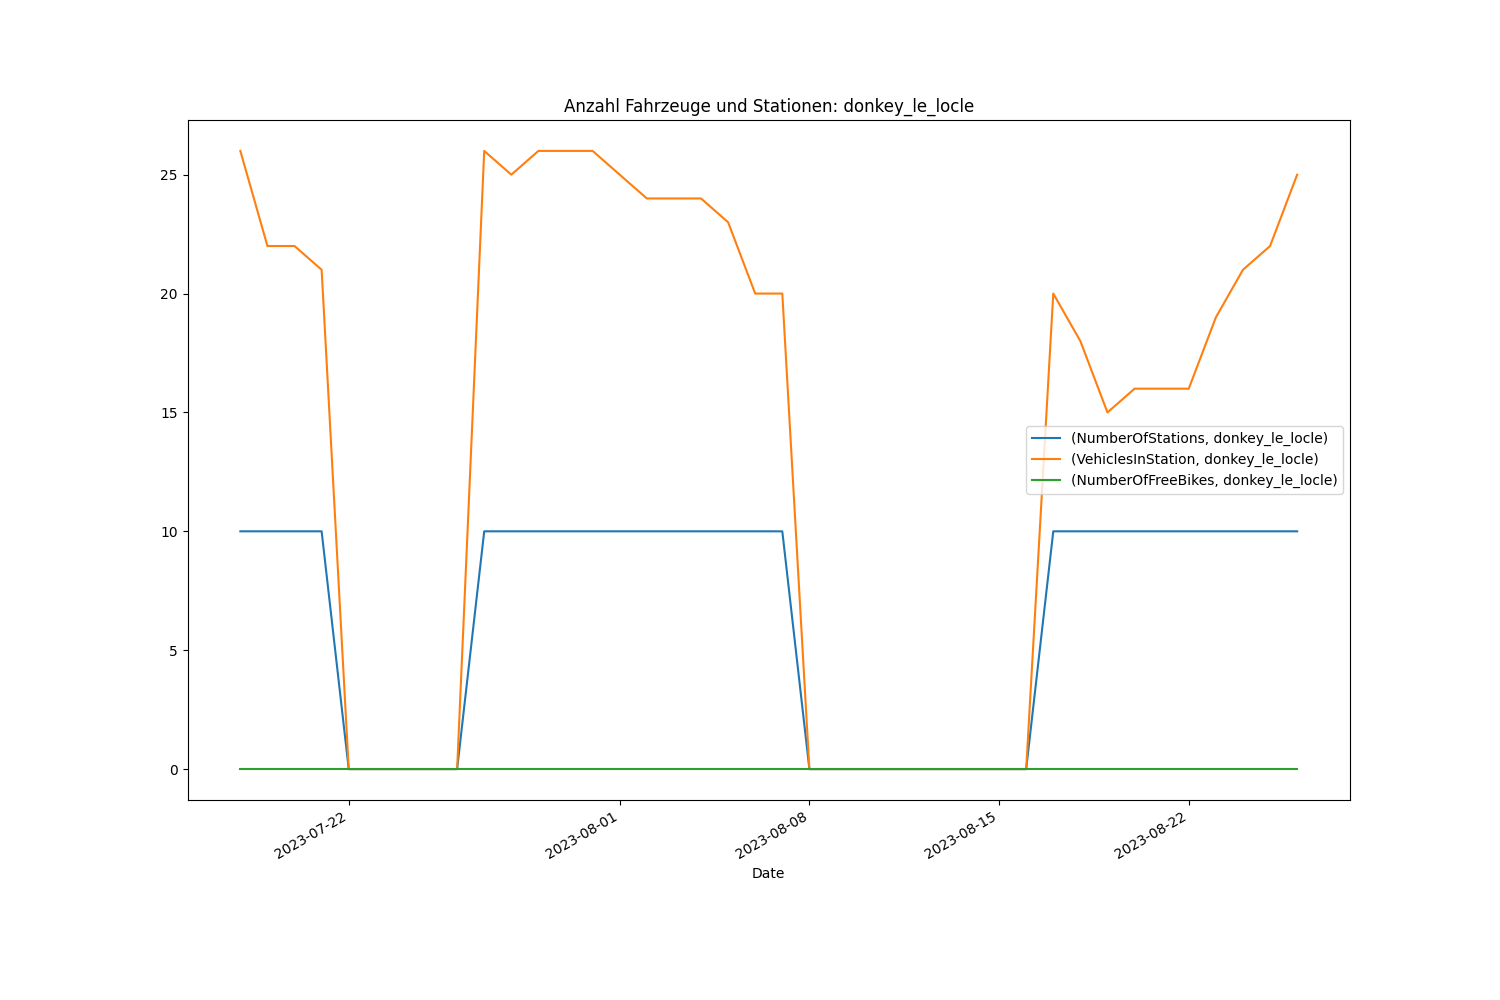 Anzahl Fahrzeuge und Stationen: donkey_le_locle
25
20
15
10
5
0
(NumberOfStations, donkey_le_locle)
(VehiclesInStation, donkey_le_locle)
(NumberOfFreeBikes, donkey_le_locle)
2023-07-22
2023-08-01
2023-08-08
2023-08-15
2023-08-22
Date